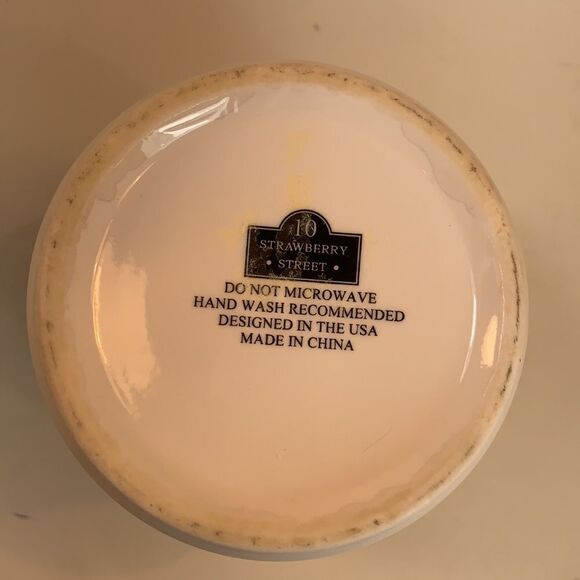 10
STRAWBERRY
• STREET •
DO NOT MICROWAVE
HAND WASH RECOMMENDED
DESIGNED IN THE USA
MADE IN CHINA